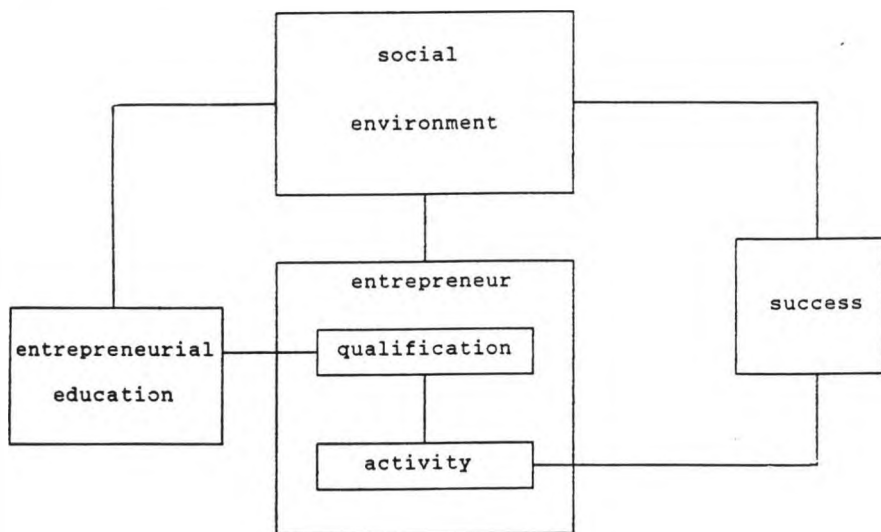 social
environment
entrepreneur
success
entrepreneurial
education
qualification
activity